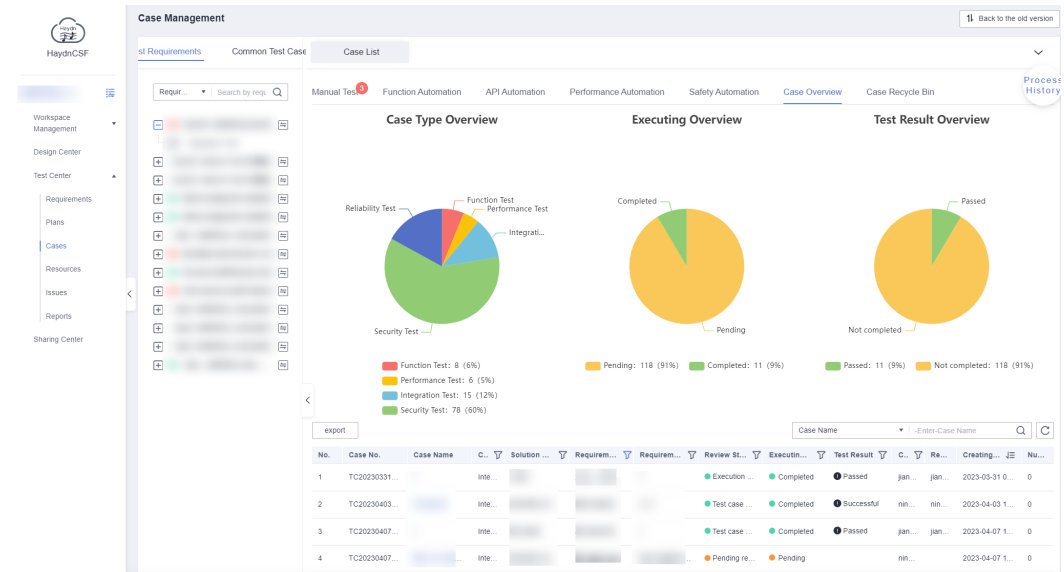 Haydn
HaydnCSF
Workspace
Management
Design Center
Test Center
Requirements
Plans
Cases
Resources
Issues
Reports
Sharing Center
Case Management
Back to the old version
st Requirements
Common Test Case
Requir...
Search by requ
Case List
Process
History
Manual Test
3
Function Automation
API Automation
Performance Automation
Safety Automation
Case Overview
Case Recycle Bin
Case Type Overview
Executing Overview
Test Result Overview
Reliability Test
Function Test
Performance Test
Integrati...
Security Test
Completed
Pending
Passed
Not completed
Function Test: 8 (6%)
Performance Test: 6 (5%)
Integration Test: 15 (12%)
Security Test: 78 (60%)
Pending: 118 (91%) Completed: 11 (9%)
Passed: 11 (9%) Not completed: 118 (91%)
export
Case Name
-Enter-Case Name
No. Case No. Case Name C.. Solution ... Requirem... Requirem... Review St... Executin... Test Result C.. Re... Creating... Nu...
1 TC20230331... Inte... Execution ... Completed Passed jian... jian... 2023-03-31 0... 0
2 TC20230403... Inte... Test case ... Completed Successful nin... nin... 2023-04-03 1... 0
3 TC20230407... Inte... Test case ... Completed Passed jian... jian... 2023-04-07 1... 0
4 TC20230407... Inte... Pending re... Pending nin... 2023-04-07 1... 0